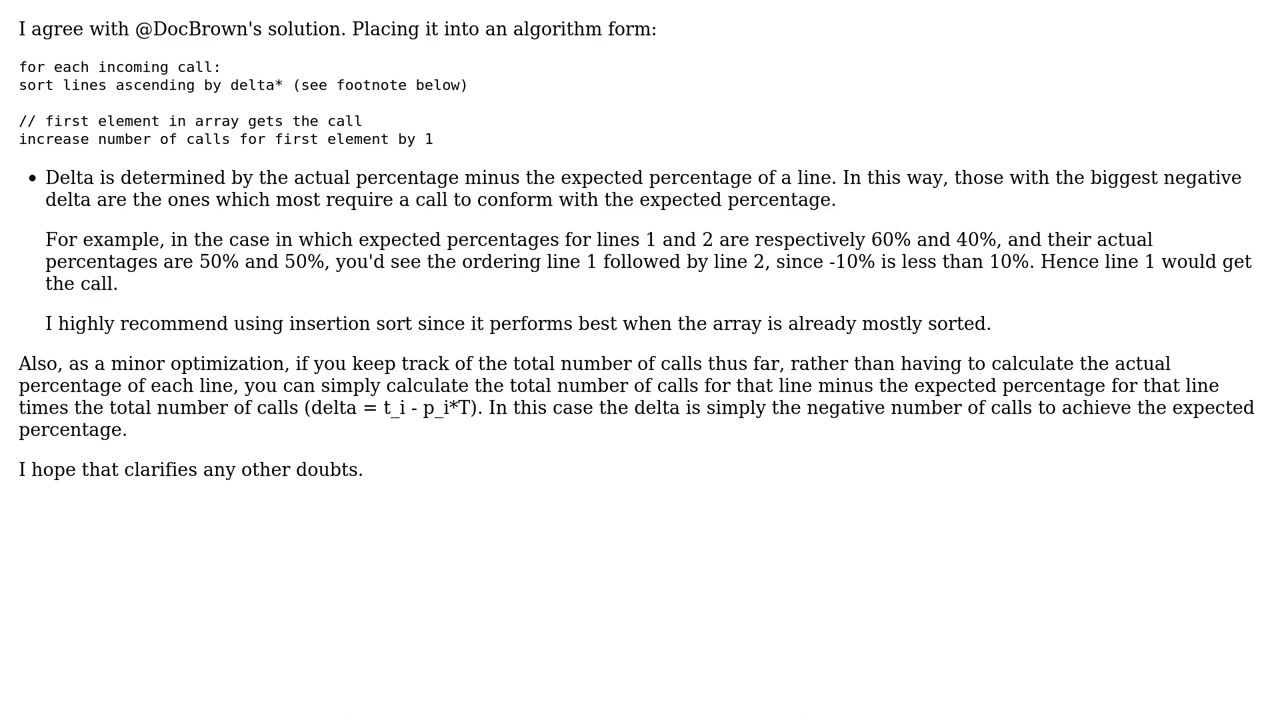 I agree with @DocBrown's solution. Placing it into an algorithm form:
for each incoming call:
sort lines ascending by delta* (see footnote below)
// first element in array gets the call
increase number of calls for first element by 1
• Delta is determined by the actual percentage minus the expected percentage of a line. In this way, those with the biggest negative
delta are the ones which most require a call to conform with the expected percentage.
For example, in the case in which expected percentages for lines 1 and 2 are respectively 60% and 40%, and their actual
percentages are 50% and 50%, you'd see the ordering line 1 followed by line 2, since -10% is less than 10%. Hence line 1 would get
the call.
I highly recommend using insertion sort since it performs best when the array is already mostly sorted.
Also, as a minor optimization, if you keep track of the total number of calls thus far, rather than having to calculate the actual
percentage of each line, you can simply calculate the total number of calls for that line minus the expected percentage for that line
times the total number of calls (delta = t_i - p_i*T). In this case the delta is simply the negative number of calls to achieve the expected
percentage.
I hope that clarifies any other doubts.